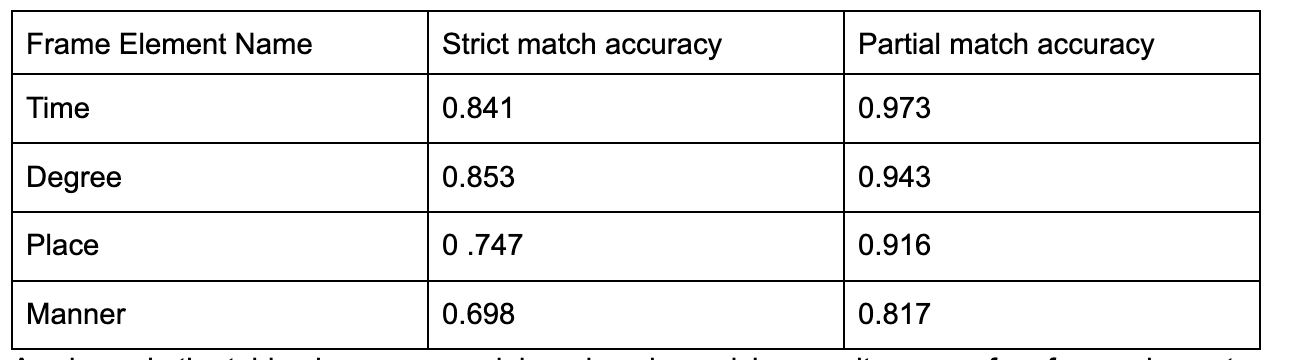 Frame Element Name Strict match accuracy Partial match accuracy
Time 0.841 0.973
Degree 0.853 0.943
Place 0 .747 0.916
Manner 0.698 0.817